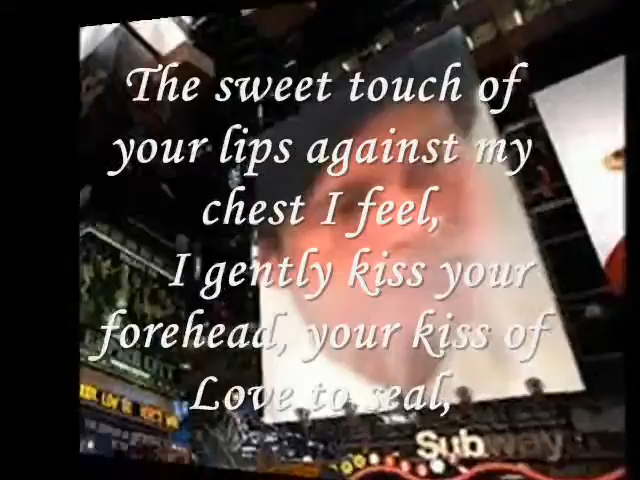 The sweet touch of
your lips against my
chest I feel,
I gently kiss your
forehead, your kiss of
Love to seal,
Subway